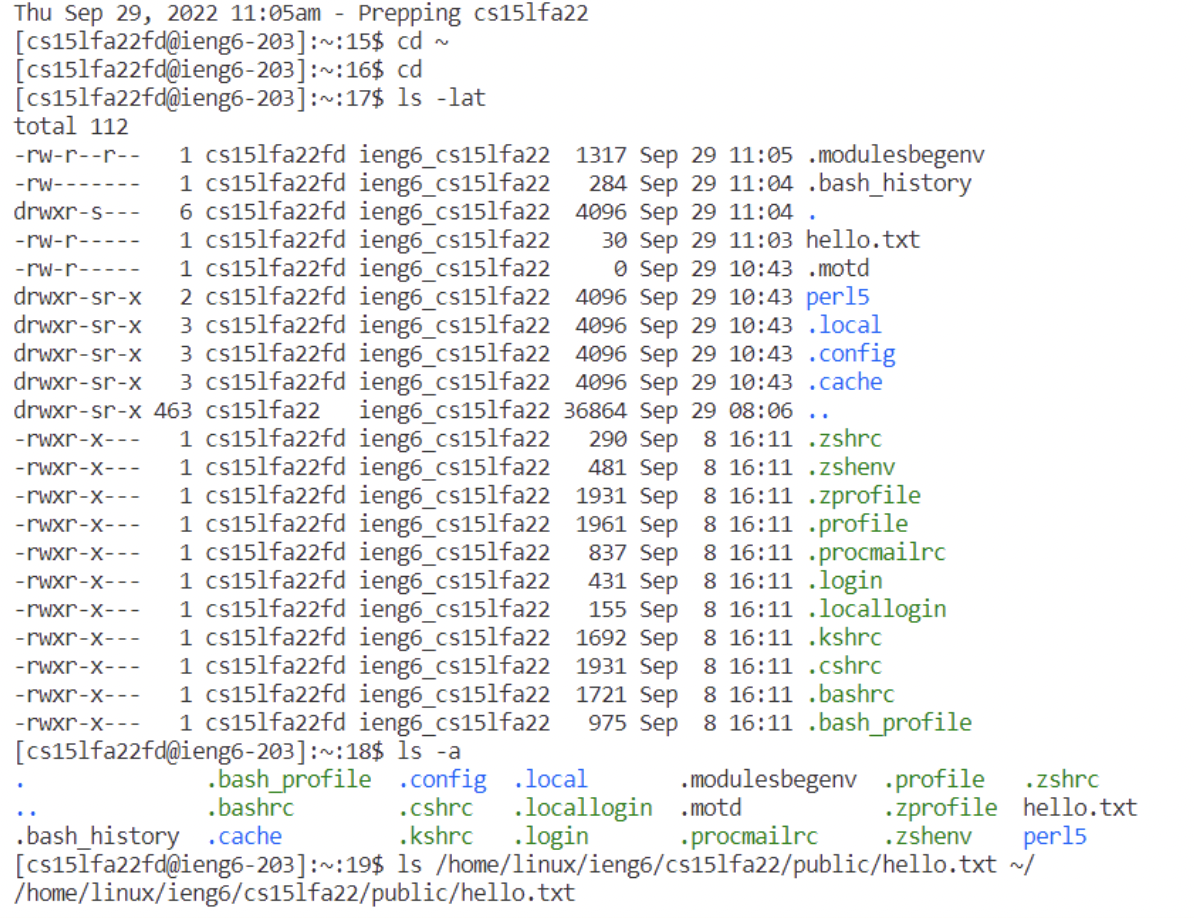 Thu Sep 29, 2022 11:05am - Prepping cs15lfa22
[cs15lfa22fd@ieng6-203]:~:15$ cd ~
[cs15lfa22fd@ieng6-203]:~:16$ cd
[cs15lfa22fd@ieng6-203]:~:17$ ls -lat
total 112
-rw-r--r--   1 cs15lfa22fd ieng6_cs15lfa22  1317 Sep 29 11:05 .modulesbegenv
-rw-------   1 cs15lfa22fd ieng6_cs15lfa22   284 Sep 29 11:04 .bash_history
drwxr-s---   6 cs15lfa22fd ieng6_cs15lfa22  4096 Sep 29 11:04 .
-rw-r-----   1 cs15lfa22fd ieng6_cs15lfa22    30 Sep 29 11:03 hello.txt
-rw-r-----   1 cs15lfa22fd ieng6_cs15lfa22     0 Sep 29 10:43 .motd
drwxr-sr-x   2 cs15lfa22fd ieng6_cs15lfa22  4096 Sep 29 10:43 perl5
drwxr-sr-x   3 cs15lfa22fd ieng6_cs15lfa22  4096 Sep 29 10:43 .local
drwxr-sr-x   3 cs15lfa22fd ieng6_cs15lfa22  4096 Sep 29 10:43 .config
drwxr-sr-x   3 cs15lfa22fd ieng6_cs15lfa22  4096 Sep 29 10:43 .cache
drwxr-sr-x 463 cs15lfa22   ieng6_cs15lfa22 36864 Sep 29 08:06 ..
-rwxr-x---   1 cs15lfa22fd ieng6_cs15lfa22   290 Sep  8 16:11 .zshrc
-rwxr-x---   1 cs15lfa22fd ieng6_cs15lfa22   481 Sep  8 16:11 .zshenv
-rwxr-x---   1 cs15lfa22fd ieng6_cs15lfa22  1931 Sep  8 16:11 .zprofile
-rwxr-x---   1 cs15lfa22fd ieng6_cs15lfa22  1961 Sep  8 16:11 .profile
-rwxr-x---   1 cs15lfa22fd ieng6_cs15lfa22   837 Sep  8 16:11 .procmailrc
-rwxr-x---   1 cs15lfa22fd ieng6_cs15lfa22   431 Sep  8 16:11 .login
-rwxr-x---   1 cs15lfa22fd ieng6_cs15lfa22   155 Sep  8 16:11 .locallogin
-rwxr-x---   1 cs15lfa22fd ieng6_cs15lfa22  1692 Sep  8 16:11 .kshrc
-rwxr-x---   1 cs15lfa22fd ieng6_cs15lfa22  1931 Sep  8 16:11 .cshrc
-rwxr-x---   1 cs15lfa22fd ieng6_cs15lfa22  1721 Sep  8 16:11 .bashrc
-rwxr-x---   1 cs15lfa22fd ieng6_cs15lfa22   975 Sep  8 16:11 .bash_profile
[cs15lfa22fd@ieng6-203]:~:18$ ls -a
.              .bash_profile  .config  .local       .modulesbegenv  .profile   .zshrc
..             .bashrc        .cshrc   .locallogin  .motd           .zprofile  hello.txt
.bash_history  .cache         .kshrc   .login       .procmailrc     .zshenv    perl5
[cs15lfa22fd@ieng6-203]:~:19$ ls /home/linux/ieng6/cs15lfa22/public/hello.txt ~/
/home/linux/ieng6/cs15lfa22/public/hello.txt